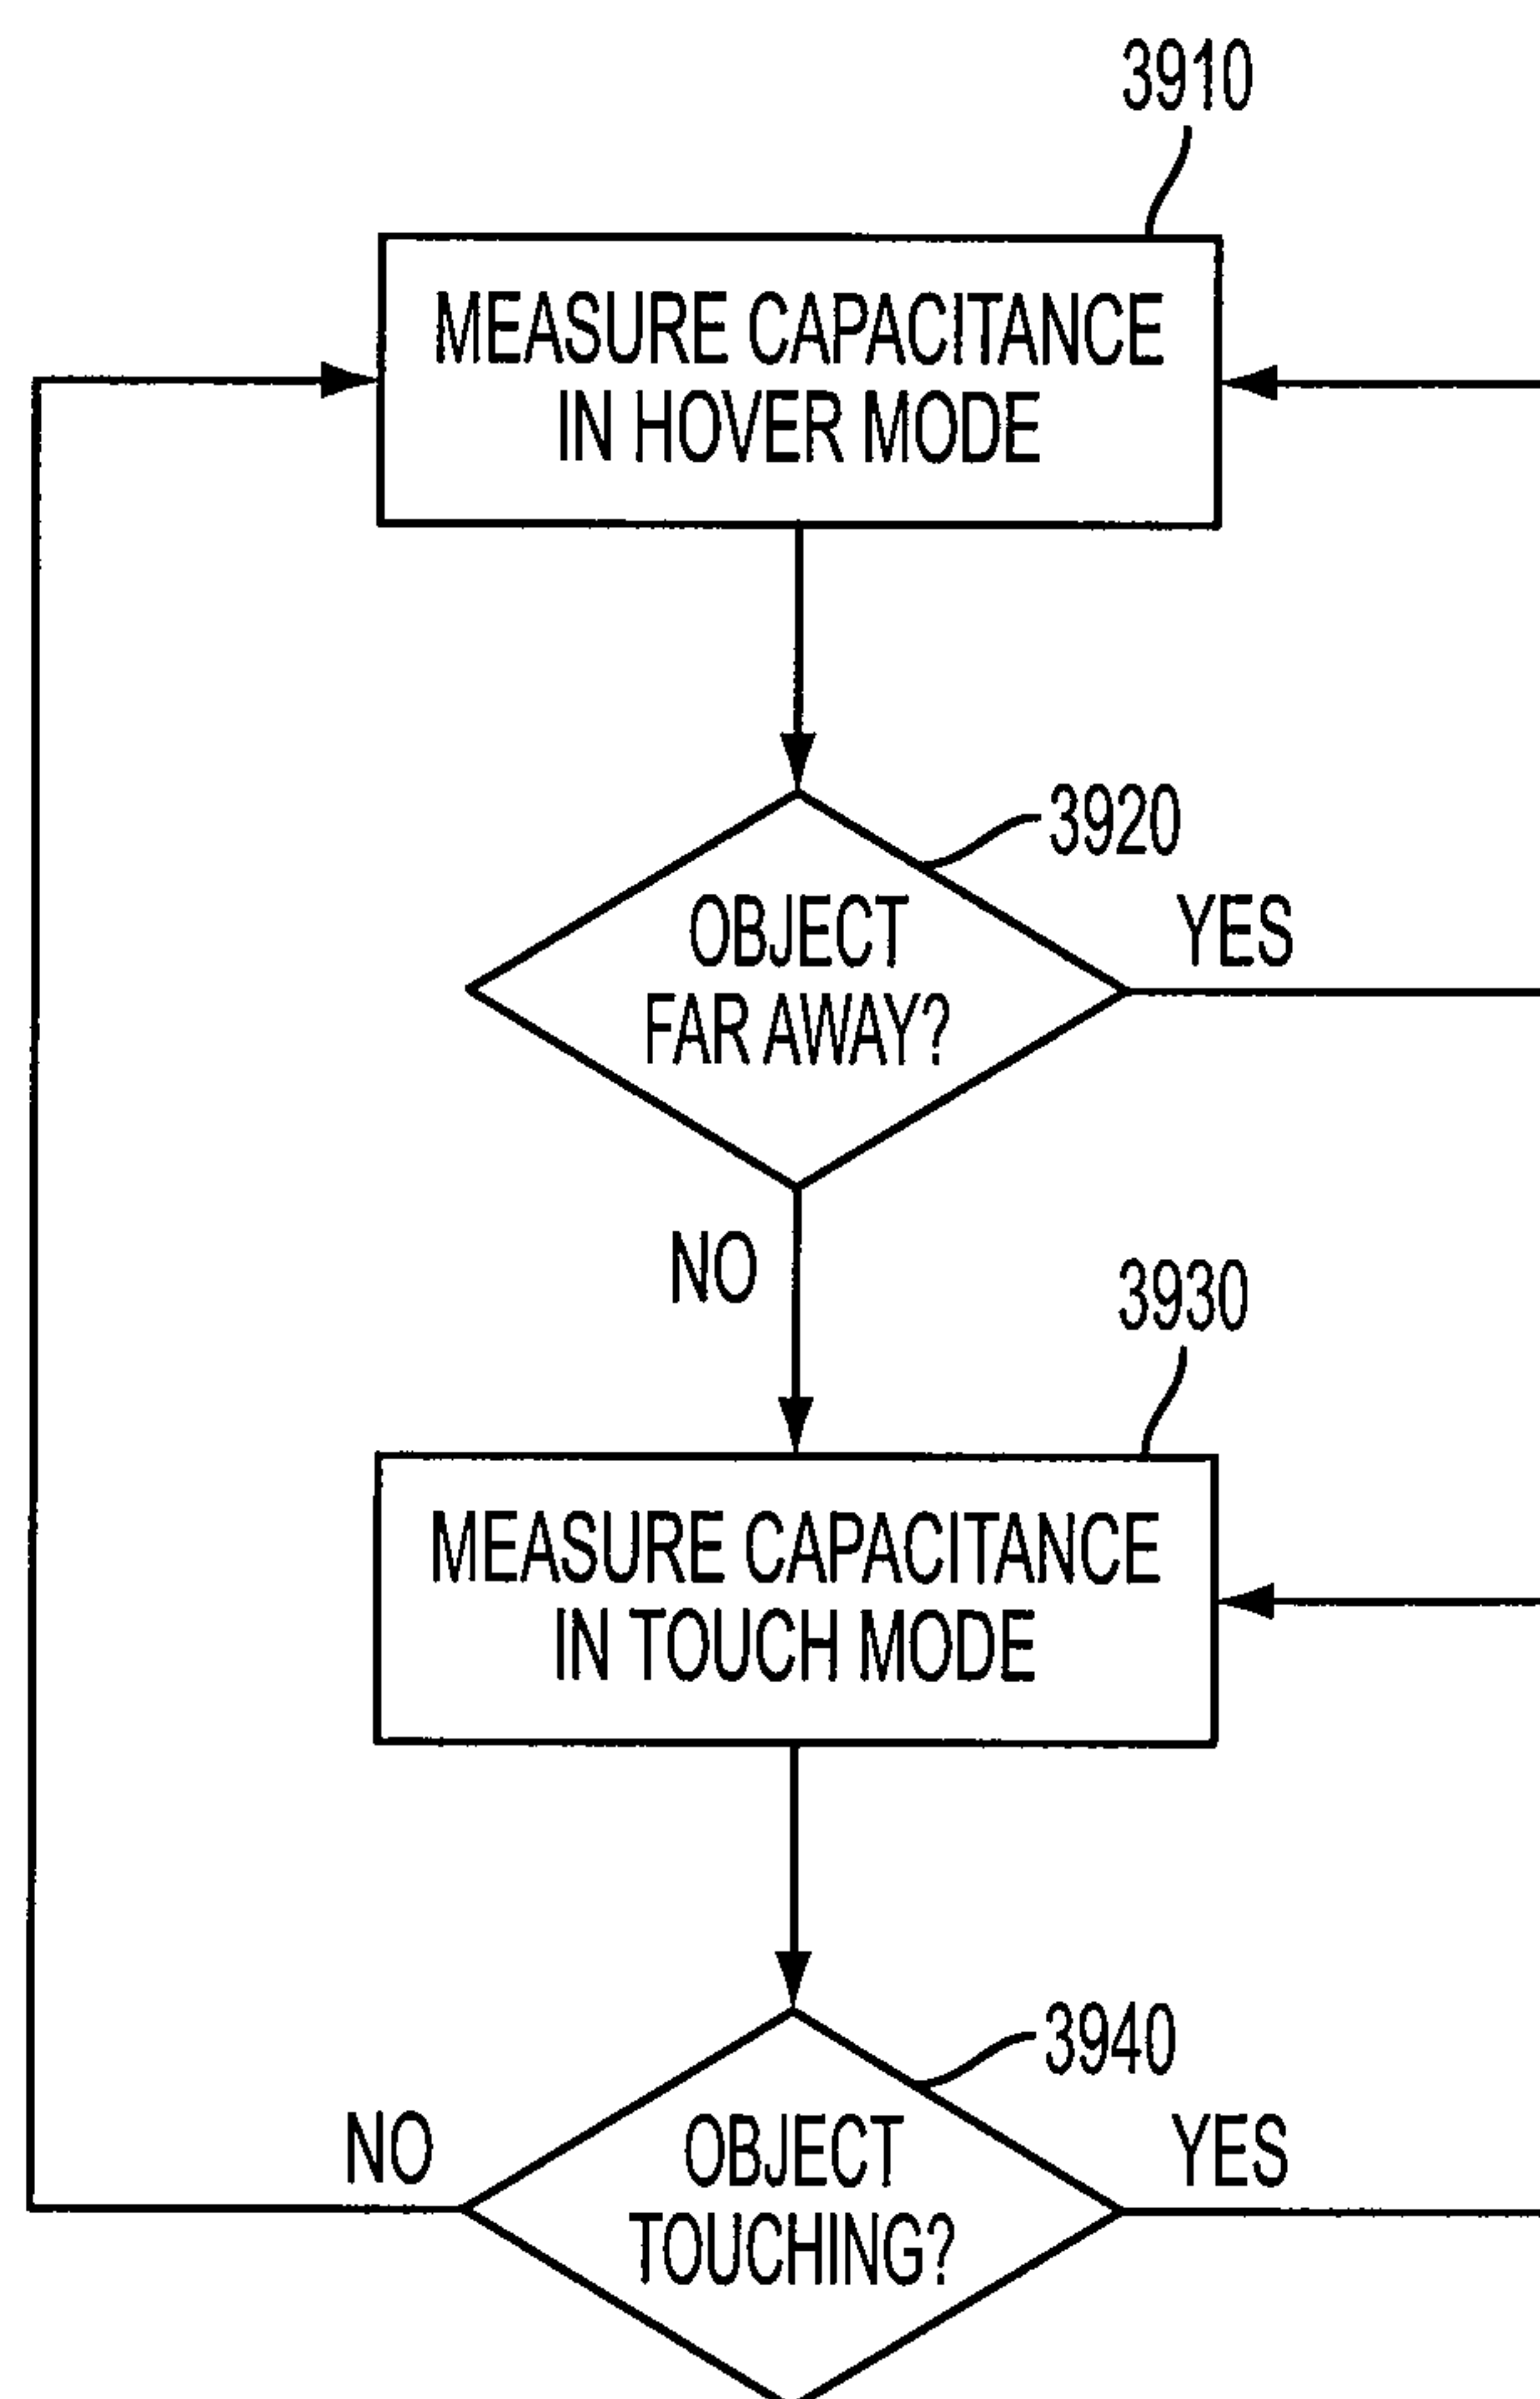 3910
MEASURE CAPACITANCE
IN HOVER MODE
3920
OBJECT
FAR AWAY?
YES
NO
3930
MEASURE CAPACITANCE
IN TOUCH MODE
3940
NO
OBJECT
TOUCHING?
YES